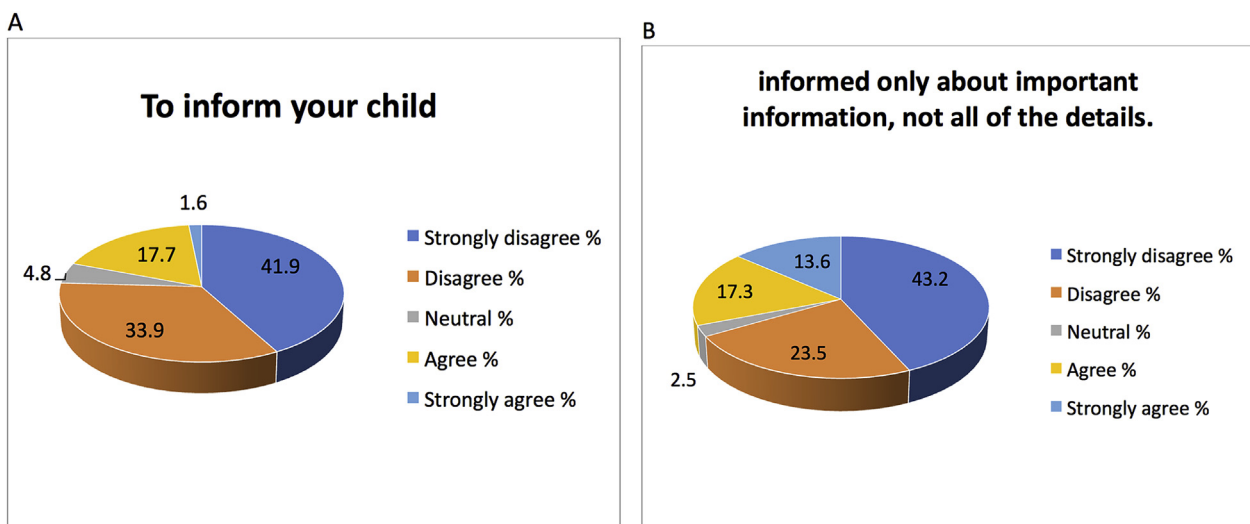 A
To inform your child
1.6
17.7
41.9
4.8
33.9
Strongly disagree %
Disagree %
Neutral %
Agree %
Strongly agree %
B
informed only about important
information, not all of the details.
13.6
43.2
17.3
23.5
2.5
Strongly disagree %
Disagree %
Neutral %
Agree %
Strongly agree %